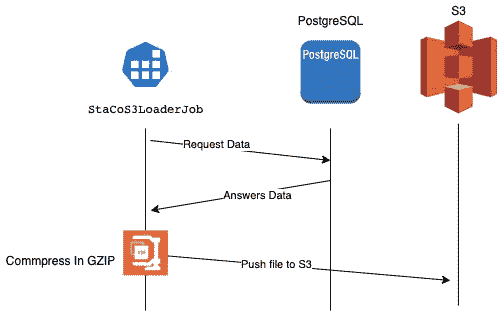 PostgreSQL
S3
PostgreSQL
StaCoS3LoaderJob
Request Data
Answers Data
Commpress In GZIP
Push file to S3